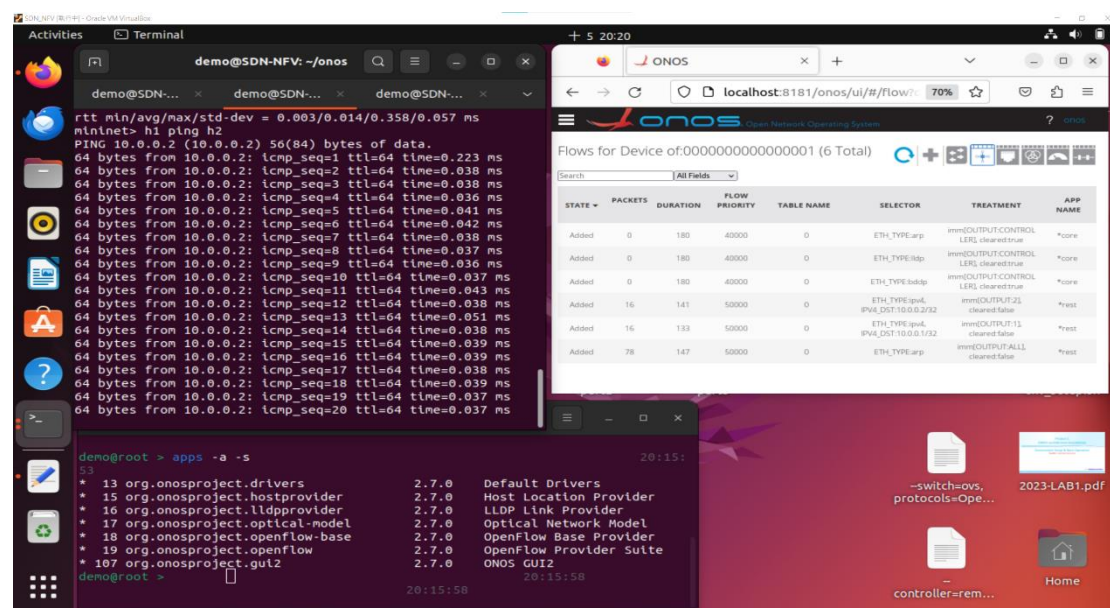 SDN_NFV - Oracle VM VirtualBox
Activities
Terminal
+ 5 20:20
demo@SDN-NFV: ~/onos
demo@SDN-... ×
demo@SDN-... ×
demo@SDN-... ×
rtt min/avg/max/std-dev = 0.003/0.014/0.358/0.057 ms
mininet> h1 ping h2
PING 10.0.0.2 (10.0.0.2) 56(84) bytes of data.
64 bytes from 10.0.0.2: icmp_seq=1 ttl=64 time=0.223 ms
64 bytes from 10.0.0.2: icmp_seq=2 ttl=64 time=0.038 ms
64 bytes from 10.0.0.2: icmp_seq=3 ttl=64 time=0.038 ms
64 bytes from 10.0.0.2: icmp_seq=4 ttl=64 time=0.036 ms
64 bytes from 10.0.0.2: icmp_seq=5 ttl=64 time=0.041 ms
64 bytes from 10.0.0.2: icmp_seq=6 ttl=64 time=0.042 ms
64 bytes from 10.0.0.2: icmp_seq=7 ttl=64 time=0.038 ms
64 bytes from 10.0.0.2: icmp_seq=8 ttl=64 time=0.037 ms
64 bytes from 10.0.0.2: icmp_seq=9 ttl=64 time=0.036 ms
64 bytes from 10.0.0.2: icmp_seq=10 ttl=64 time=0.037 ms
64 bytes from 10.0.0.2: icmp_seq=11 ttl=64 time=0.043 ms
64 bytes from 10.0.0.2: icmp_seq=12 ttl=64 time=0.038 ms
64 bytes from 10.0.0.2: icmp_seq=13 ttl=64 time=0.051 ms
64 bytes from 10.0.0.2: icmp_seq=14 ttl=64 time=0.038 ms
64 bytes from 10.0.0.2: icmp_seq=15 ttl=64 time=0.039 ms
64 bytes from 10.0.0.2: icmp_seq=16 ttl=64 time=0.039 ms
64 bytes from 10.0.0.2: icmp_seq=17 ttl=64 time=0.038 ms
64 bytes from 10.0.0.2: icmp_seq=18 ttl=64 time=0.039 ms
64 bytes from 10.0.0.2: icmp_seq=19 ttl=64 time=0.037 ms
64 bytes from 10.0.0.2: icmp_seq=20 ttl=64 time=0.037 ms
demo@root > apps -a -s 20:15:
53
* 13 org.onosproject.drivers 2.7.0 Default Drivers
* 15 org.onosproject.hostprovider 2.7.0 Host Location Provider
* 16 org.onosproject.lldpprovider 2.7.0 LLDP Link Provider
* 17 org.onosproject.optical-model 2.7.0 Optical Network Model
* 18 org.onosproject.openflow-base 2.7.0 OpenFlow Base Provider
* 19 org.onosproject.openflow 2.7.0 OpenFlow Provider Suite
* 107 org.onosproject.gui2 2.7.0 ONOS GUI2
demo@root > 20:15:58
20:15:58
ONOS ×
localhost:8181/onos/ui/#/flow? 70%
onos Open Network Operating System
? onos
Flows for Device of:0000000000000001 (6 Total)
Search All Fields
STATE PACKETS DURATION FLOW PRIORITY TABLE NAME SELECTOR TREATMENT APP NAME
Added 0 180 40000 0 ETH_TYPE:arp imm[OUTPUT:CONTROLLER], cleared:true *core
Added 0 180 40000 0 ETH_TYPE:lldp imm[OUTPUT:CONTROLLER], cleared:true *core
Added 0 180 40000 0 ETH_TYPE:bddp imm[OUTPUT:CONTROLLER], cleared:true *core
Added 16 141 50000 0 ETH_TYPE:ipv4, IPV4_DST:10.0.0.2/32 imm[OUTPUT:2], cleared:false *rest
Added 16 133 50000 0 ETH_TYPE:ipv4, IPV4_DST:10.0.0.1/32 imm[OUTPUT:1], cleared:false *rest
Added 78 147 50000 0 ETH_TYPE:arp imm[OUTPUT:ALL], cleared:false *rest
--switch=ovs,
protocols=Ope...
2023-LAB1.pdf
--
controller=rem...
Home